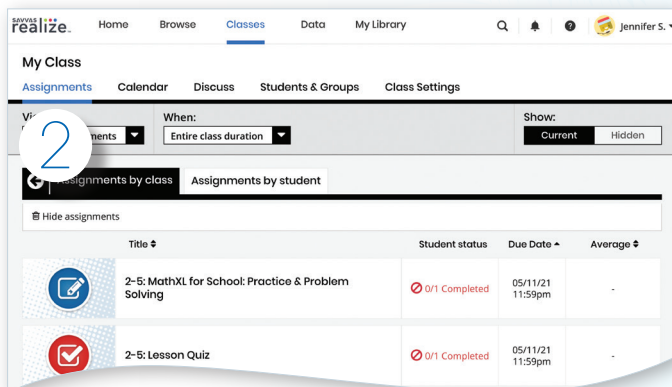 SAVVAS
realize.
Home Browse Classes Data My Library
Jennifer S.
My Class
Assignments Calendar Discuss Students & Groups Class Settings
When:
Show:
Entire class duration
Current Hidden
2
Assignments by class Assignments by student
Hide assignments
Title Student status Due Date Average
2-5: MathXL for School: Practice & Problem
Solving
0/1 Completed
05/11/21
11:59pm
-
2-5: Lesson Quiz
0/1 Completed
05/11/21
11:59pm
-